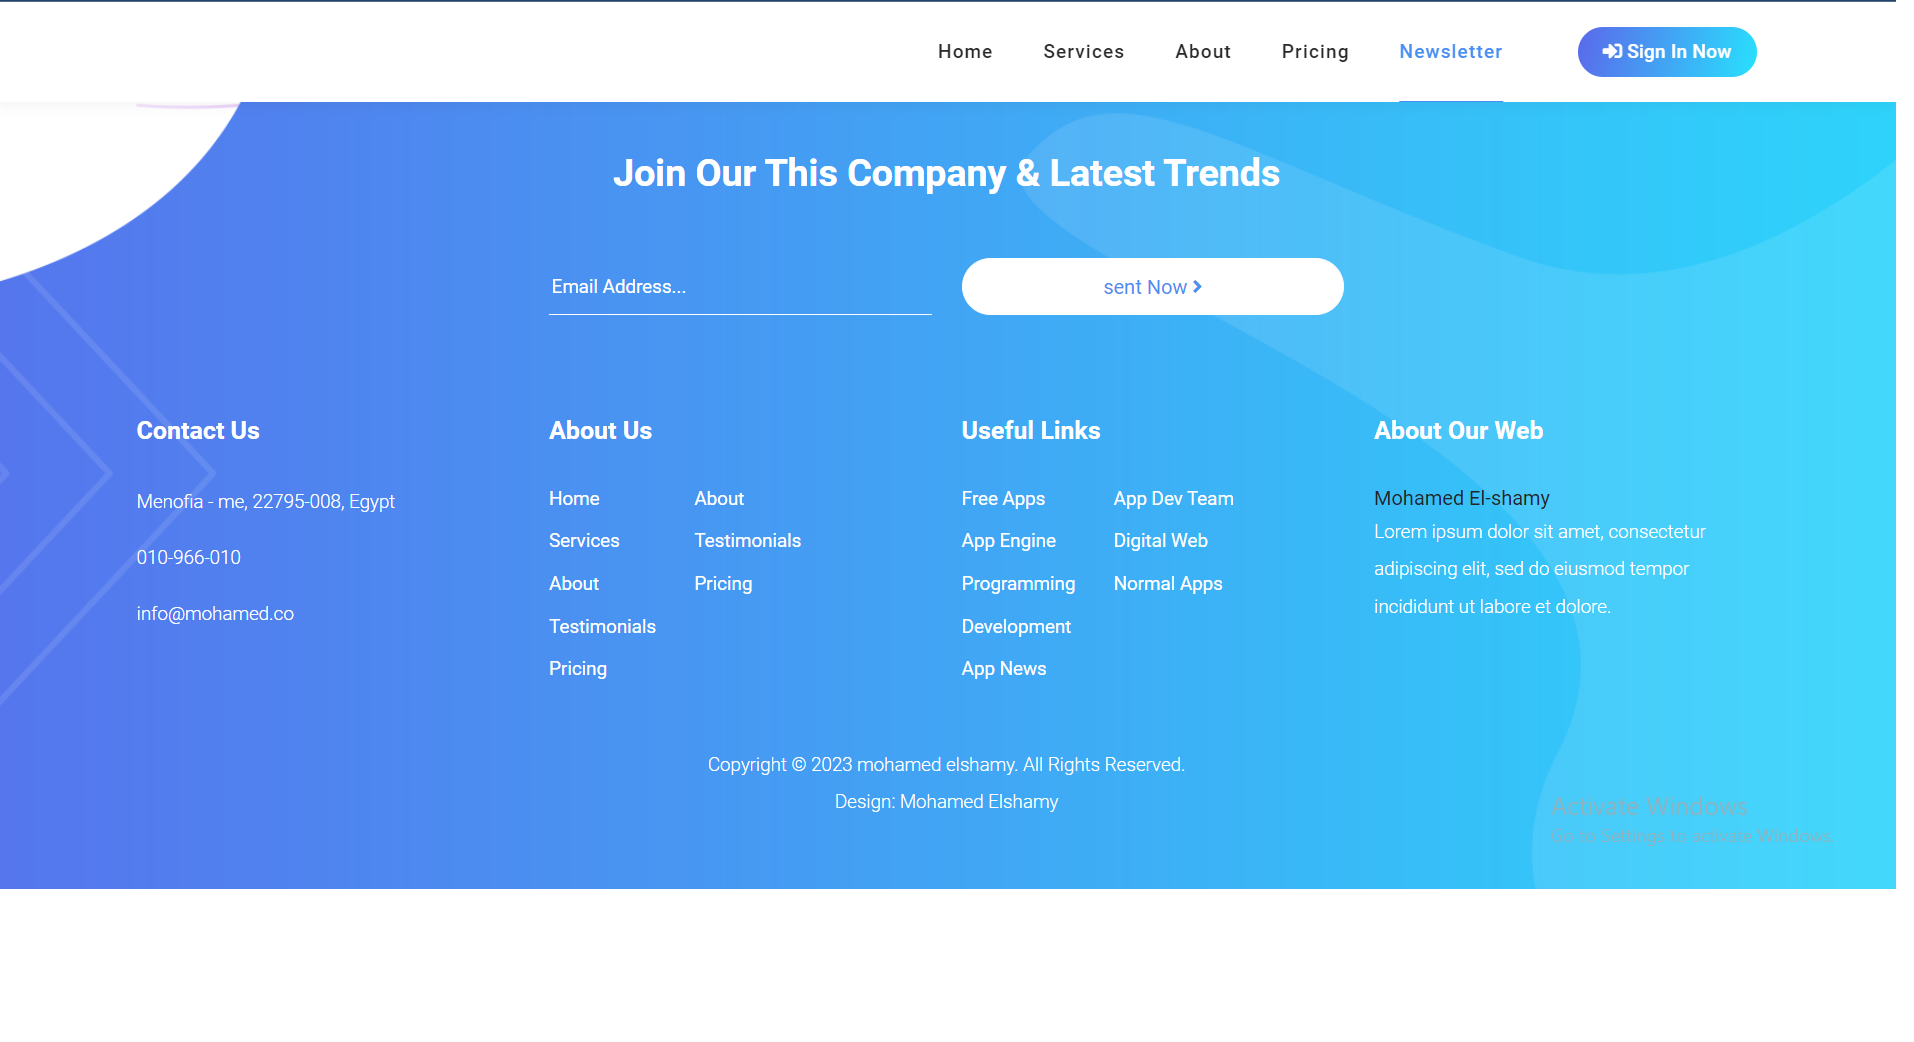 Home Services About Pricing Newsletter Sign In Now
Join Our This Company & Latest Trends
Email Address...
sent Now
Contact Us
Menofia - me, 22795-008, Egypt
010-966-010
info@mohamed.co
About Us
Home
Services
About
Testimonials
Pricing
About
Testimonials
Pricing
Useful Links
Free Apps
App Engine
Programming
Development
App News
App Dev Team
Digital Web
Normal Apps
About Our Web
Mohamed El-shamy
Lorem ipsum dolor sit amet, consectetur
adipiscing elit, sed do eiusmod tempor
incididunt ut labore et dolore.
Copyright © 2023 mohamed elshamy. All Rights Reserved.
Design: Mohamed Elshamy
Activate Windows
Go to Settings to activate Windows.